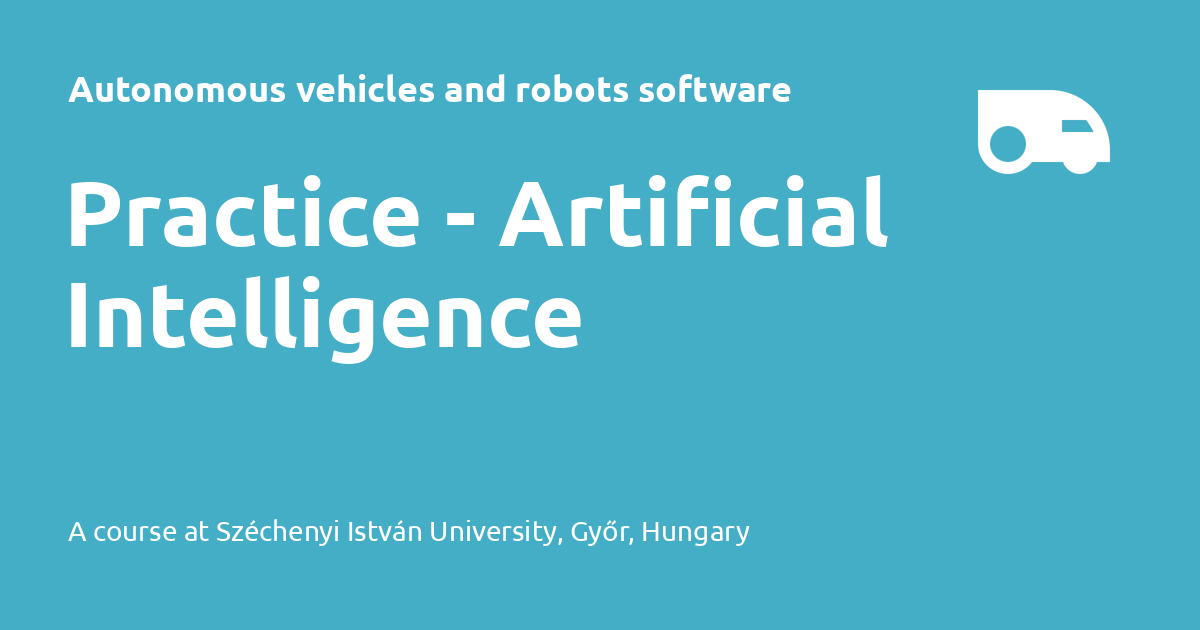 Autonomous vehicles and robots software
Practice - Artificial
Intelligence
A course at Széchenyi István University, Győr, Hungary